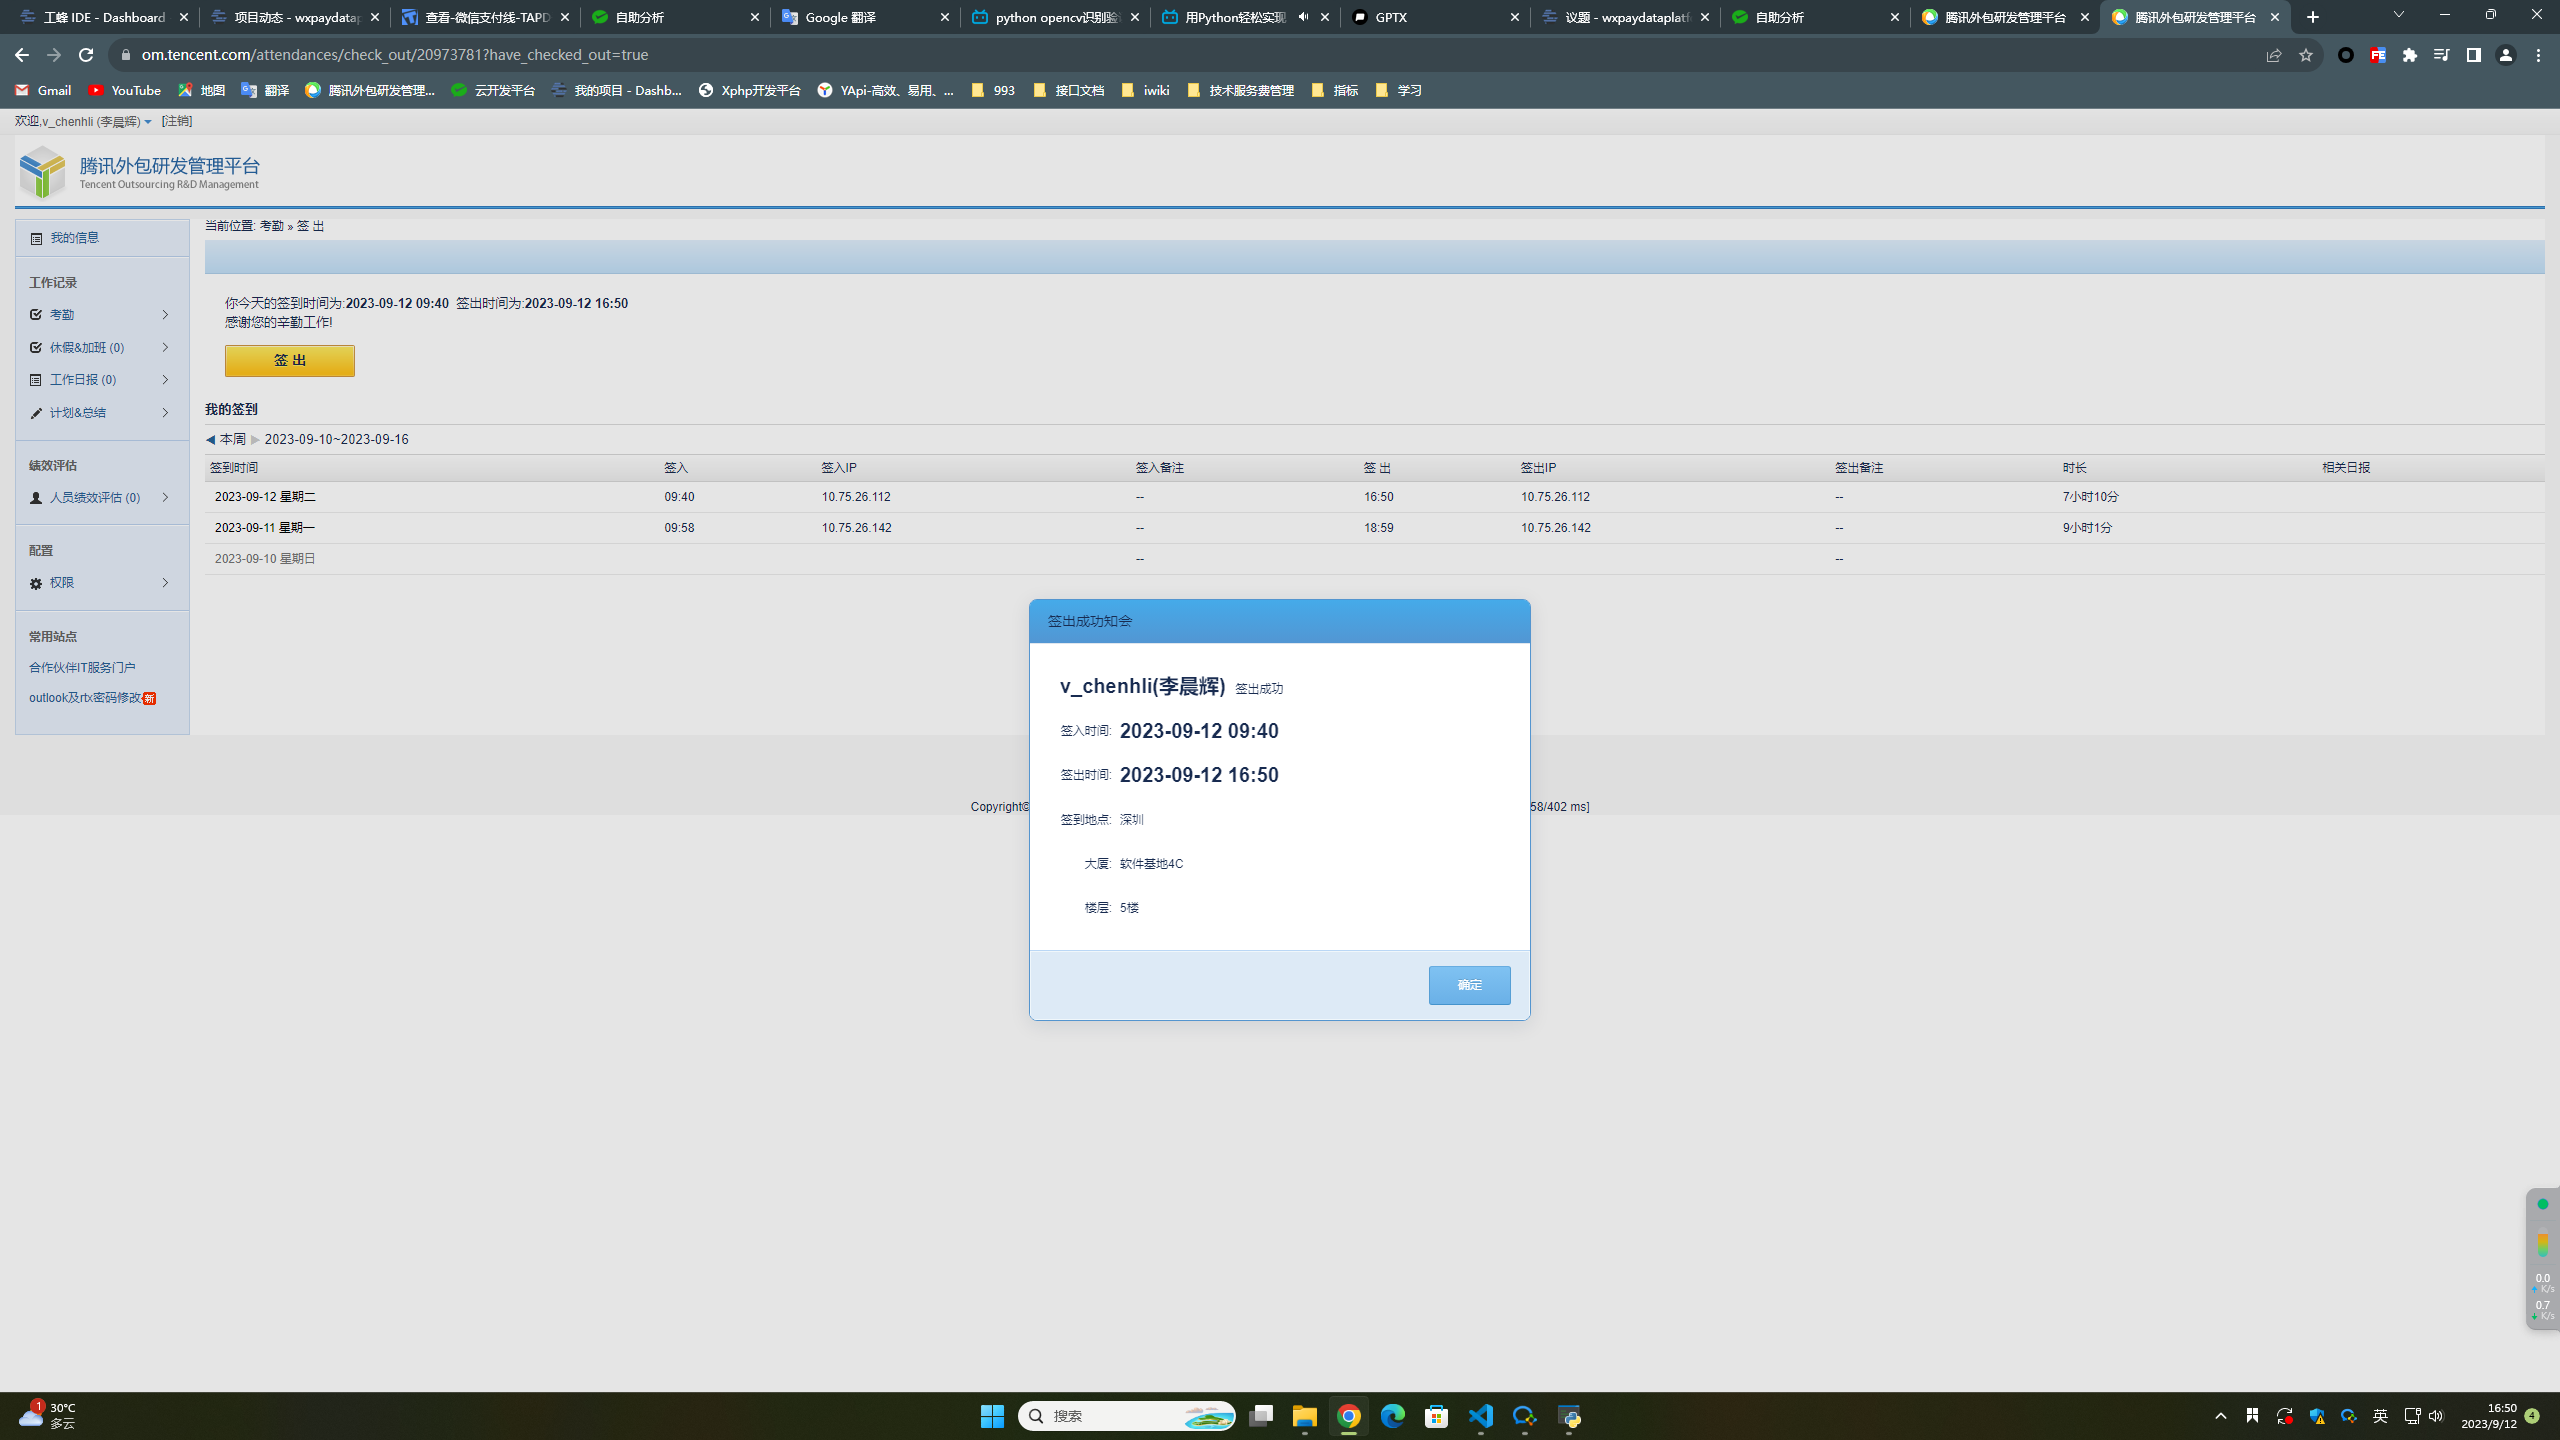 工蜂 IDE - Dashboard
项目动态 - wxpaydatap
查看-微信支付线-TAPD
自助分析
Google 翻译
python opencv识别验
用Python轻松实现
GPTX
议题 - wxpaydataplatf
自助分析
腾讯外包研发管理平台
腾讯外包研发管理平台
om.tencent.com/attendances/check_out/20973781?have_checked_out=true
FE
Gmail
YouTube
地图
翻译
腾讯外包研发管理...
云开发平台
我的项目 - Dashb...
Xphp开发平台
YApi-高效、易用、...
993
接口文档
iwiki
技术服务费管理
指标
学习
欢迎,v_chenhli (李晨辉) [注销]
腾讯外包研发管理平台
Tencent Outsourcing R&D Management
我的信息
工作记录
考勤
休假&加班 (0)
工作日报 (0)
计划&总结
绩效评估
人员绩效评估 (0)
配置
权限
常用站点
合作伙伴IT服务门户
outlook及rtx密码修改 新
当前位置: 考勤 » 签 出
你今天的签到时间为:2023-09-12 09:40 签出时间为:2023-09-12 16:50
感谢您的辛勤工作!
签 出
我的签到
◀ 本周 ▶ 2023-09-10~2023-09-16
签到时间 签入 签入IP 签入备注 签 出 签出IP 签出备注 时长 相关日报
2023-09-12 星期二 09:40 10.75.26.112 -- 16:50 10.75.26.112 -- 7小时10分
2023-09-11 星期一 09:58 10.75.26.142 -- 18:59 10.75.26.142 -- 9小时1分
2023-09-10 星期日 -- --
签出成功知会
v_chenhli(李晨辉) 签出成功
签入时间: 2023-09-12 09:40
签出时间: 2023-09-12 16:50
签到地点: 深圳
大厦: 软件基地4C
楼层: 5楼
确定
Copyright© 58/402 ms]
0.0
K/s
0.7
K/s
1
30°C
多云
搜索
英
16:50
2023/9/12
4